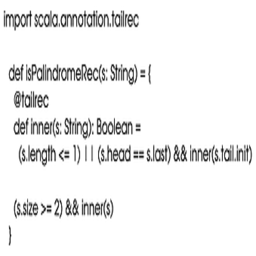 import scala.annotation.tailrec
def isPalindromeRec(s: String) = {
@tailrec
def inner(s: String): Boolean =
(s.length <= 1) || (s.head == s.last) && inner(s.tail.init)
(s.size >= 2) && inner(s)
}